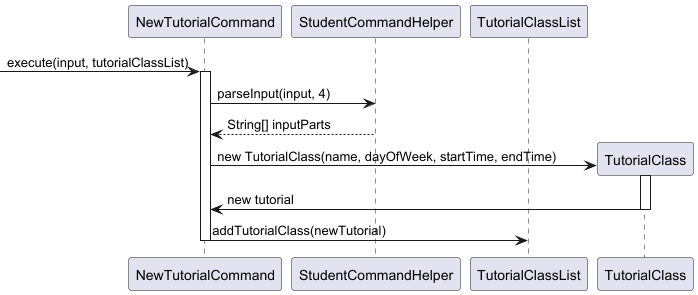 NewTutorialCommand
StudentCommandHelper
TutorialClassList
execute(input, tutorialClassList)
parseInput(input, 4)
String[] inputParts
new TutorialClass(name, dayOfWeek, startTime, endTime)
TutorialClass
new tutorial
addTutorialClass(newTutorial)
NewTutorialCommand
StudentCommandHelper
TutorialClassList
TutorialClass